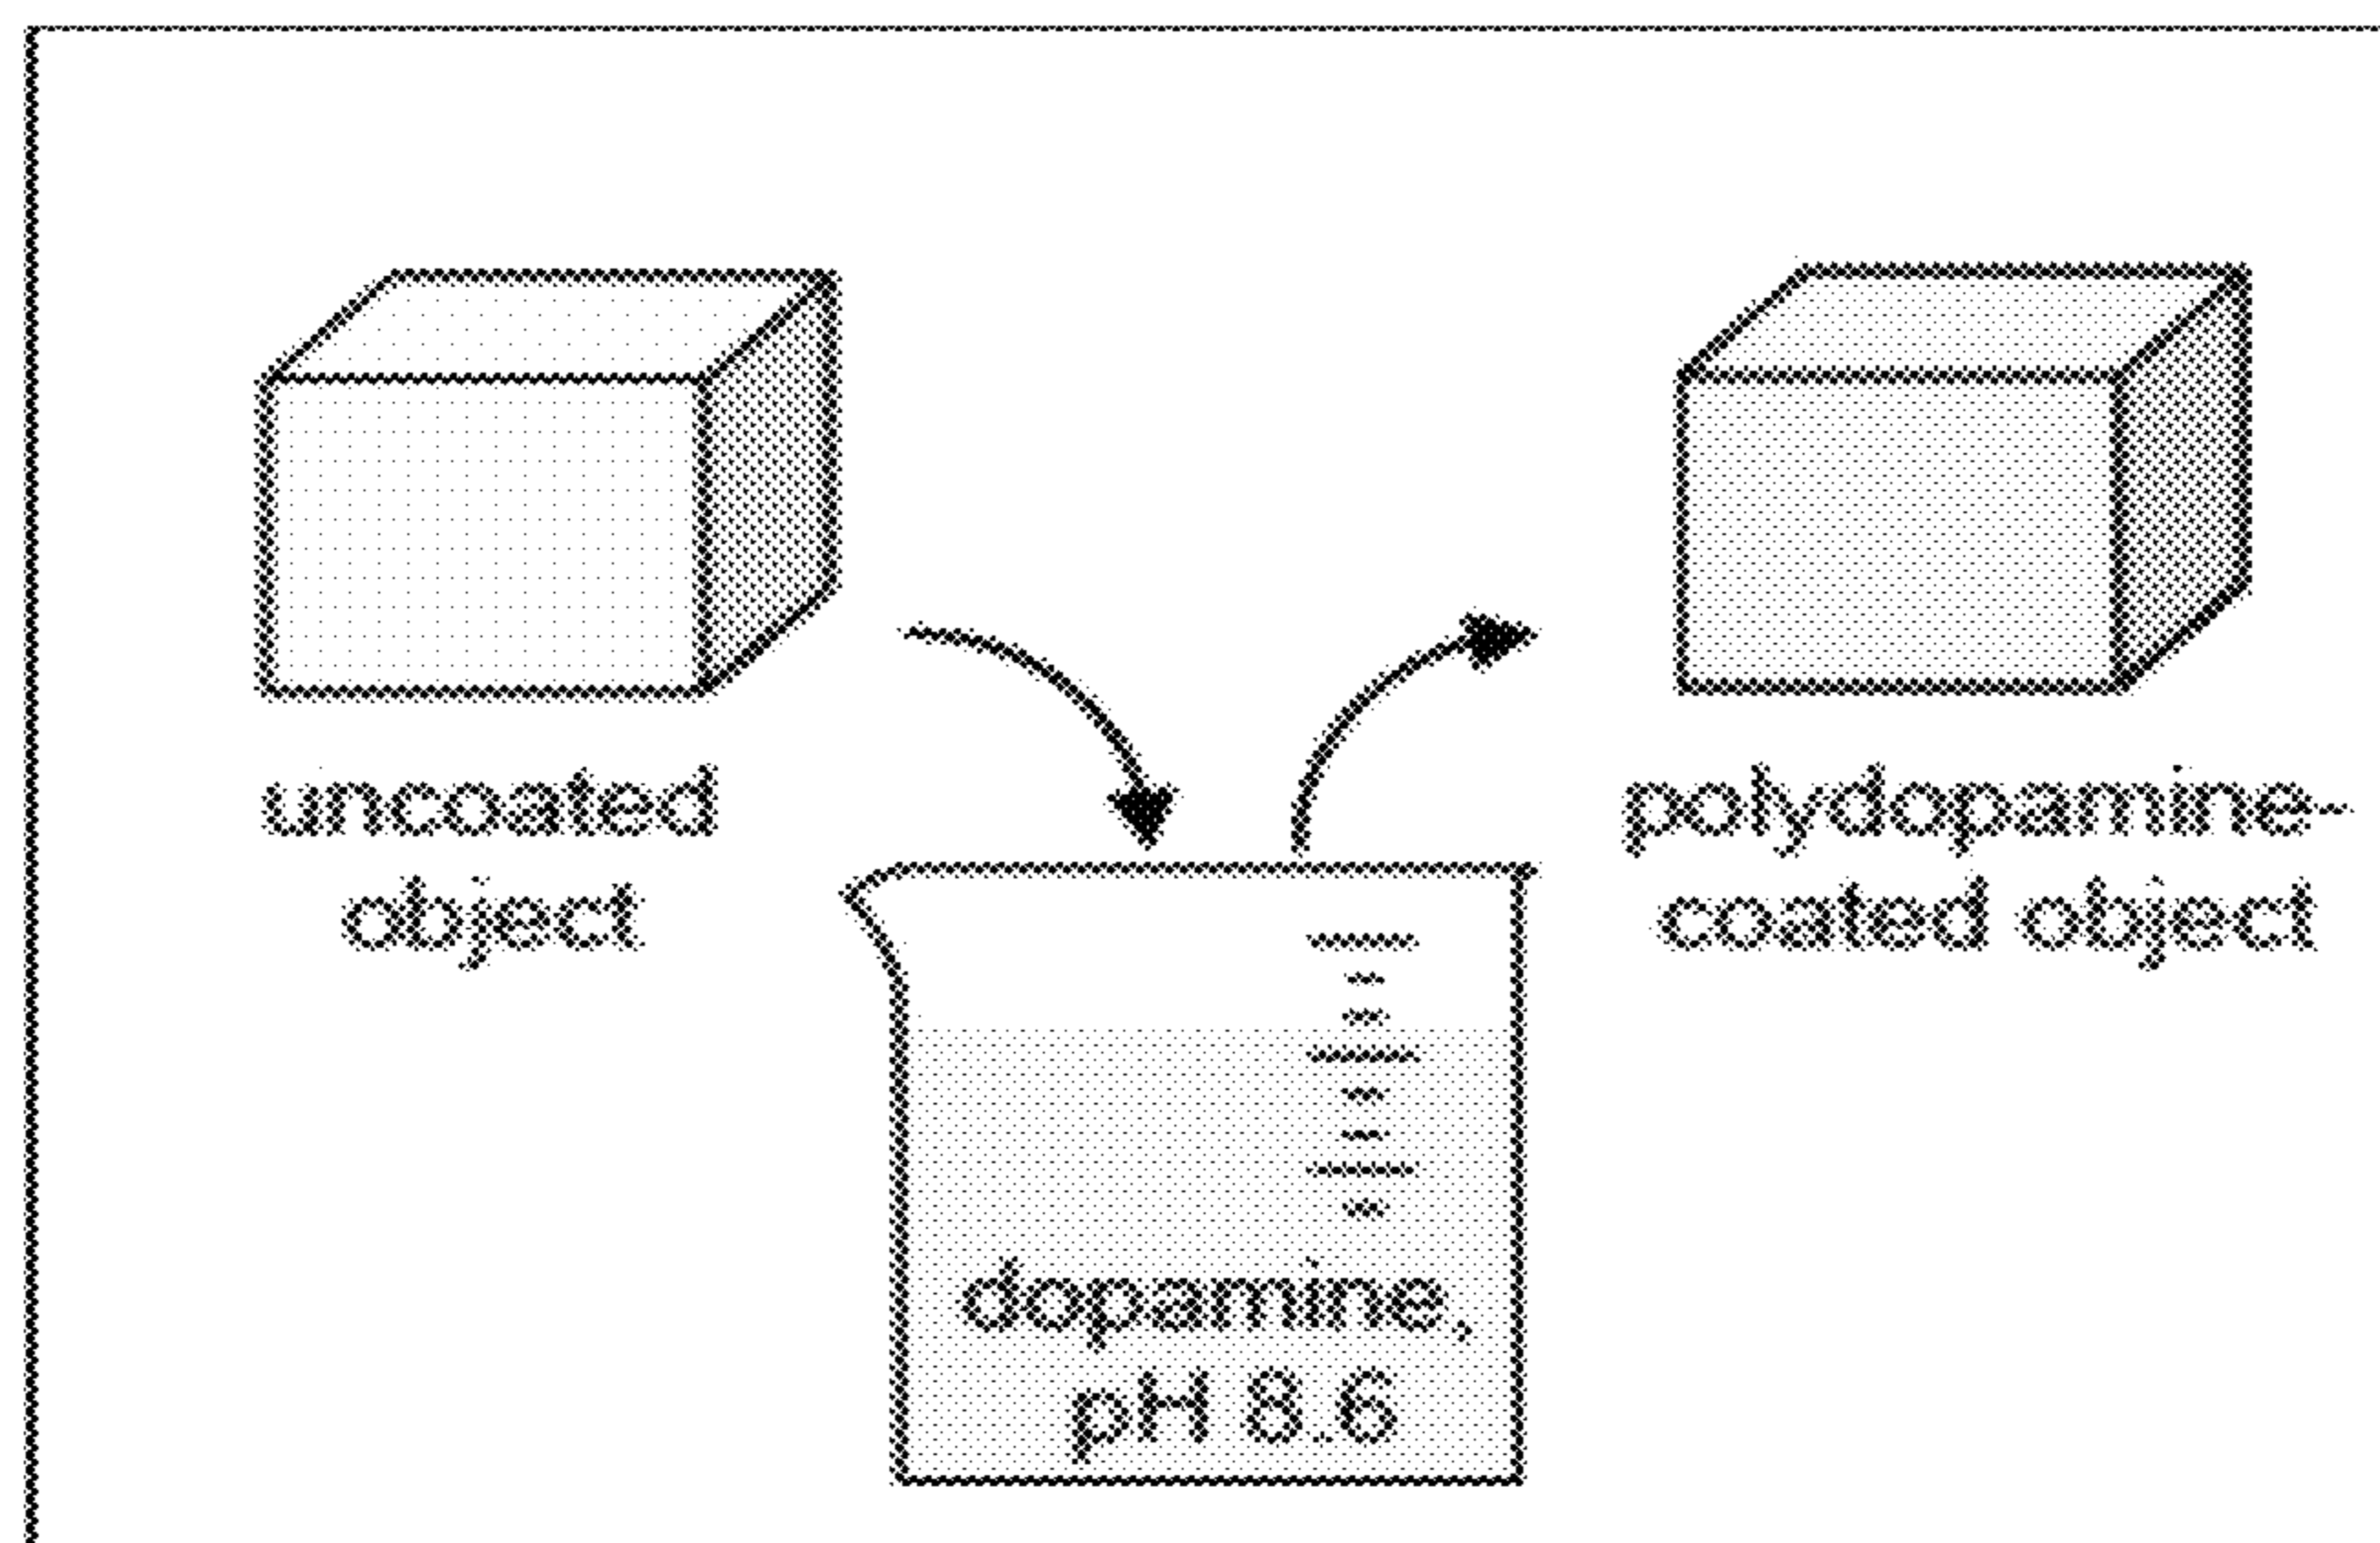 uncoated
object
polydopamine-
coated object
dopamine,
pH 8.6